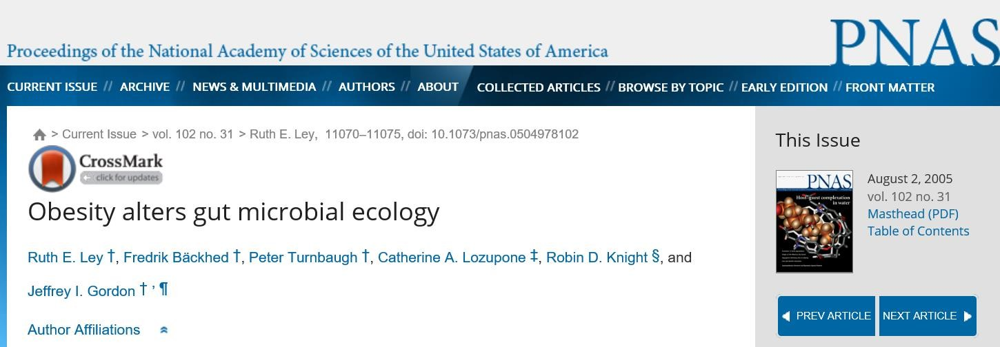 Proceedings of the National Academy of Sciences of the United States of America
PNAS
CURRENT ISSUE // ARCHIVE // NEWS & MULTIMEDIA // AUTHORS // ABOUT COLLECTED ARTICLES // BROWSE BY TOPIC // EARLY EDITION // FRONT MATTER
> Current Issue > vol. 102 no. 31 > Ruth E. Ley, 11070–11075, doi: 10.1073/pnas.0504978102
CrossMark
click for updates
Obesity alters gut microbial ecology
Ruth E. Ley †, Fredrik Bäckhed †, Peter Turnbaugh †, Catherine A. Lozupone ‡, Robin D. Knight §, and
Jeffrey I. Gordon † , ¶
Author Affiliations
This Issue
PNAS
Host–guest complexation
in water
August 2, 2005
vol. 102 no. 31
Masthead (PDF)
Table of Contents
PREV ARTICLE NEXT ARTICLE